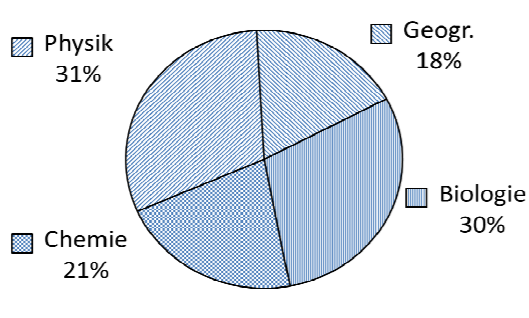 Geogr.
18%
Physik
31%
Biologie
30%
Chemie
21%